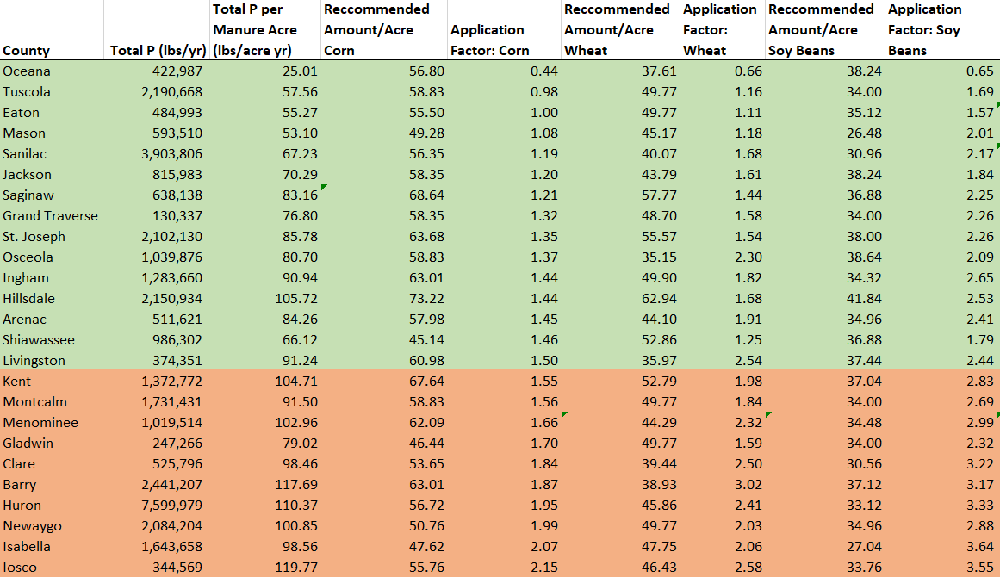 Total P per Reccommended Reccommended Application Reccommended Application
Manure Acre Amount/Acre Application Amount/Acre Factor: Amount/Acre Factor: Soy
County Total P (lbs/yr) (lbs/acre yr) Corn Factor: Corn Wheat Wheat Soy Beans Beans
Oceana 422,987 25.01 56.80 0.44 37.61 0.66 38.24 0.65
Tuscola 2,190,668 57.56 58.83 0.98 49.77 1.16 34.00 1.69
Eaton 484,993 55.27 55.50 1.00 49.77 1.11 35.12 1.57
Mason 593,510 53.10 49.28 1.08 45.17 1.18 26.48 2.01
Sanilac 3,903,806 67.23 56.35 1.19 40.07 1.68 30.96 2.17
Jackson 815,983 70.29 58.35 1.20 43.79 1.61 38.24 1.84
Saginaw 638,138 83.16 68.64 1.21 57.77 1.44 36.88 2.25
Grand Traverse 130,337 76.80 58.35 1.32 48.70 1.58 34.00 2.26
St. Joseph 2,102,130 85.78 63.68 1.35 55.57 1.54 38.00 2.26
Osceola 1,039,876 80.70 58.83 1.37 35.15 2.30 38.64 2.09
Ingham 1,283,660 90.94 63.01 1.44 49.90 1.82 34.32 2.65
Hillsdale 2,150,934 105.72 73.22 1.44 62.94 1.68 41.84 2.53
Arenac 511,621 84.26 57.98 1.45 44.10 1.91 34.96 2.41
Shiawassee 986,302 66.12 45.14 1.46 52.86 1.25 36.88 1.79
Livingston 374,351 91.24 60.98 1.50 35.97 2.54 37.44 2.44
Kent 1,372,772 104.71 67.64 1.55 52.79 1.98 37.04 2.83
Montcalm 1,731,431 91.50 58.83 1.56 49.77 1.84 34.00 2.69
Menominee 1,019,514 102.96 62.09 1.66 44.29 2.32 34.48 2.99
Gladwin 247,266 79.02 46.44 1.70 49.77 1.59 34.00 2.32
Clare 525,796 98.46 53.65 1.84 39.44 2.50 30.56 3.22
Barry 2,441,207 117.69 63.01 1.87 38.93 3.02 37.12 3.17
Huron 7,599,979 110.37 56.72 1.95 45.86 2.41 33.12 3.33
Newaygo 2,084,204 100.85 50.76 1.99 49.77 2.03 34.96 2.88
Isabella 1,643,658 98.56 47.62 2.07 47.75 2.06 27.04 3.64
Iosco 344,569 119.77 55.76 2.15 46.43 2.58 33.76 3.55